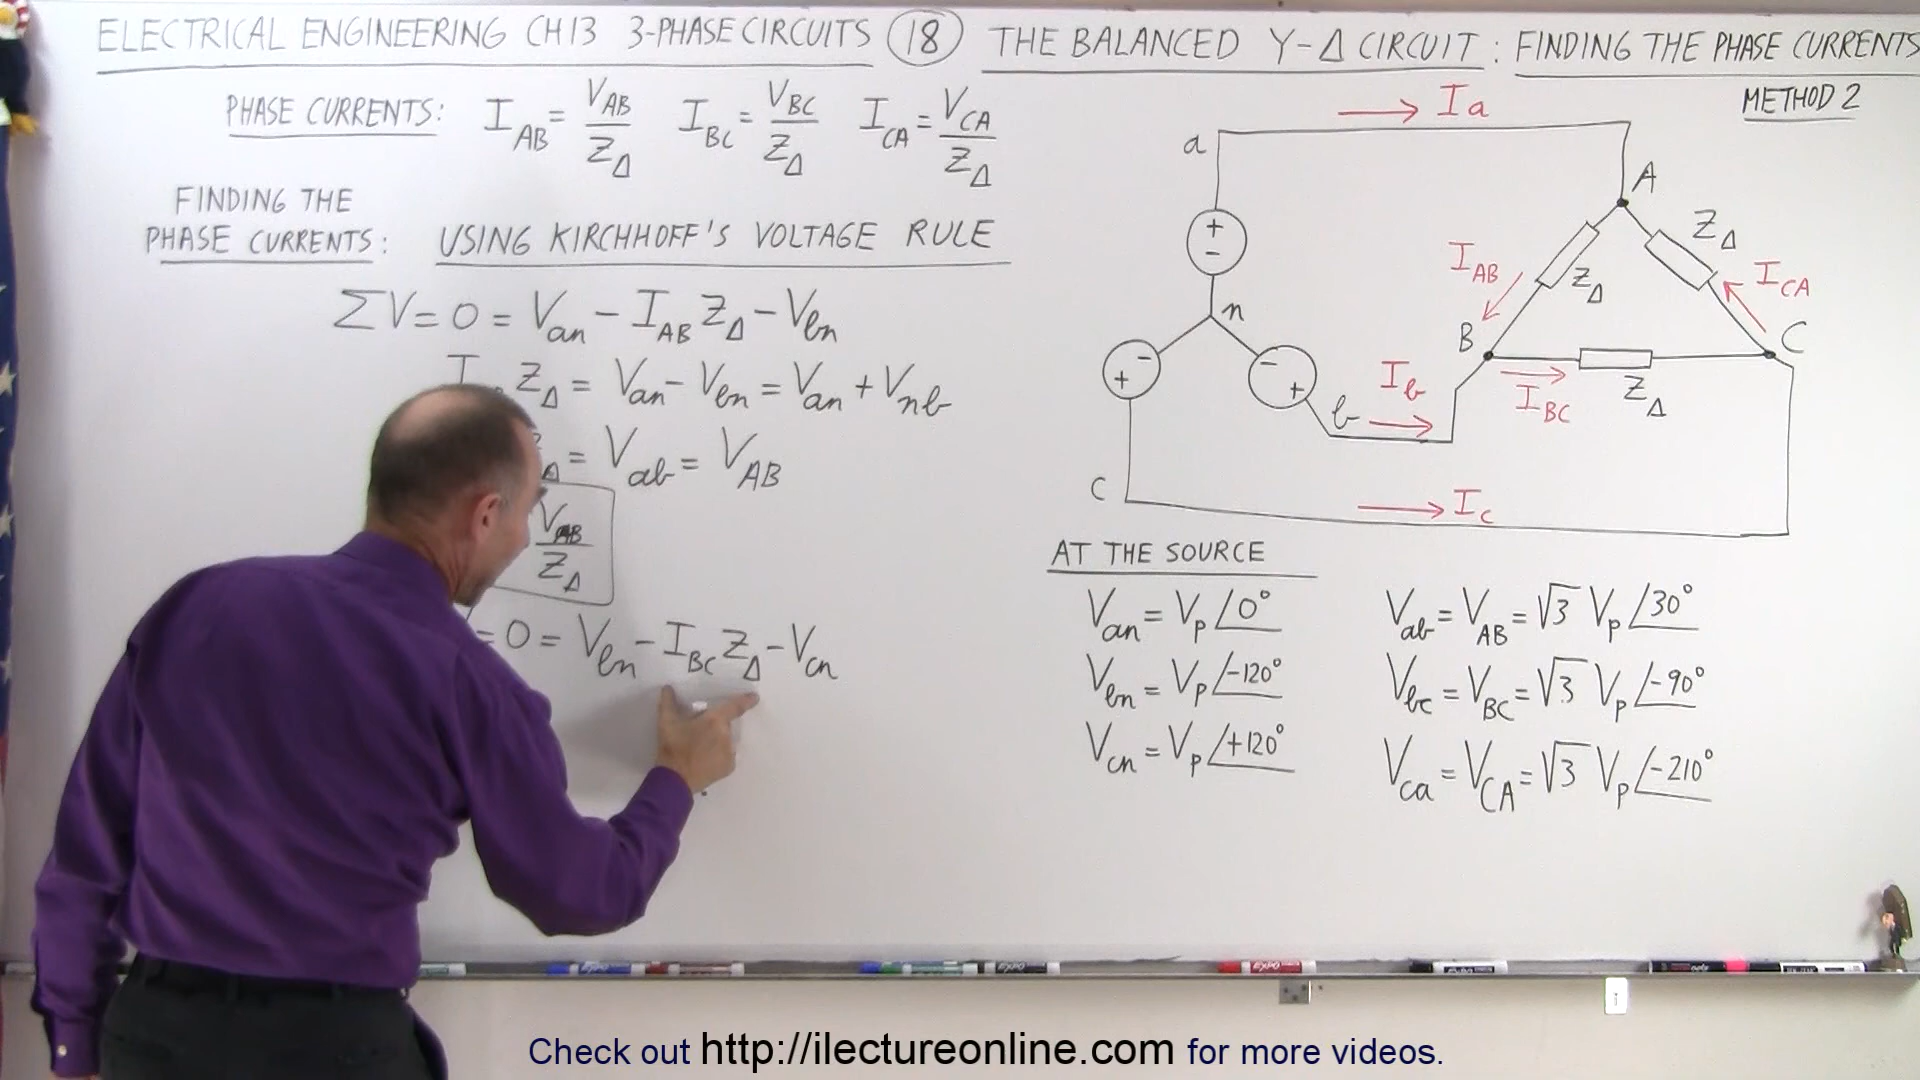 ELECTRICAL ENGINEERING CH13 3-PHASE CIRCUITS 18 THE BALANCED Y-Δ CIRCUIT: FINDING THE PHASE CURRENTS
METHOD 2
PHASE CURRENTS: I_AB = V_AB/Z_Δ I_BC = V_BC/Z_Δ I_CA = V_CA/Z_Δ
FINDING THE
PHASE CURRENTS: USING KIRCHHOFF'S VOLTAGE RULE
ΣV = 0 = V_an - I_AB Z_Δ - V_bn
Z_Δ = V_an - V_bn = V_an + V_nb
= V_ab = V_AB
V_AB/Z_Δ
= 0 = V_bn - I_BC Z_Δ - V_cn
Ia
a
+
-
n
-
+
-
+
b
I_b
c
I_c
A
Z_Δ
I_AB
Z_Δ
I_CA
B
C
I_BC
Z_Δ
AT THE SOURCE
V_an = V_p ∠0°
V_bn = V_p ∠-120°
V_cn = V_p ∠+120°
V_ab = V_AB = √3 V_p ∠30°
V_bc = V_BC = √3 V_p ∠-90°
V_ca = V_CA = √3 V_p ∠-210°
EXPO
Check out http://ilectureonline.com for more videos.